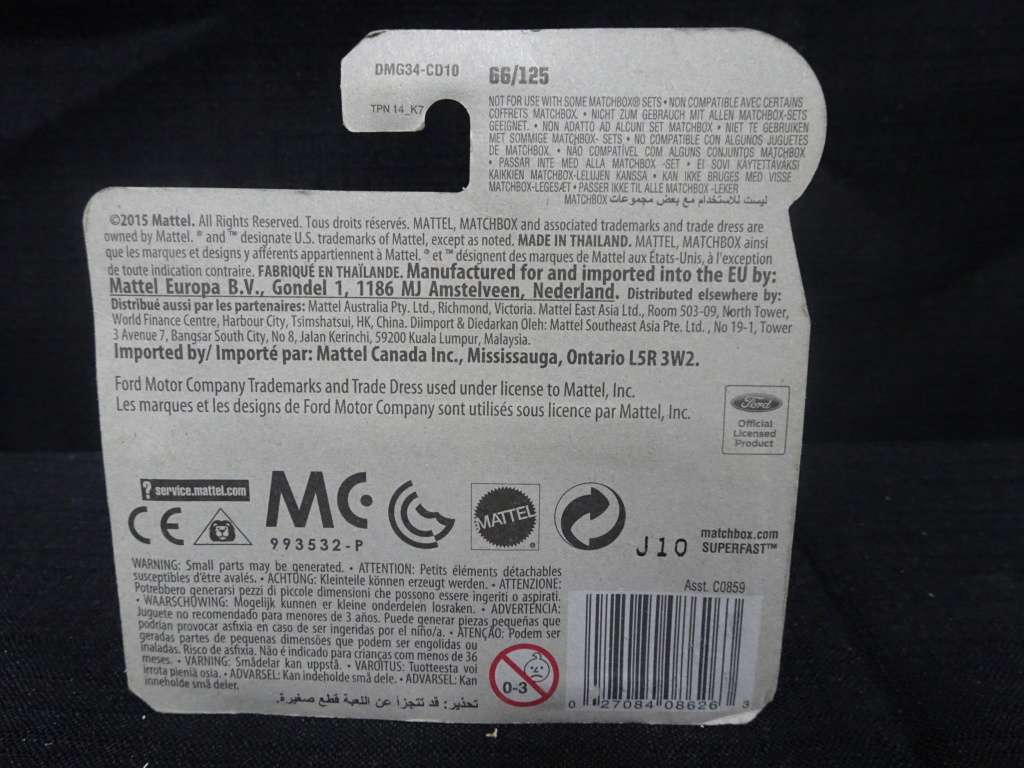 DMG34-CD10
66/125
TPN 14_K7
NOT FOR USE WITH SOME MATCHBOX® SETS • NON COMPATIBLE AVEC CERTAINS
COFFRETS MATCHBOX. • NICHT ZUM GEBRAUCH MIT ALLEN MATCHBOX-SETS
GEEIGNET. • NON ADATTO AD ALCUNI SET MATCHBOX • NIET TE GEBRUIKEN
MET SOMMIGE MATCHBOX- SETS • NO COMPATIBLE CON ALGUNOS JUGUETES
DE MATCHBOX. • NÃO COMPATÍVEL COM ALGUNS CONJUNTOS MATCHBOX
• PASSAR INTE MED ALLA MATCHBOX -SET • EI SOVI KÄYTETTÄVÄKSI
KAIKKIEN MATCHBOX-LELUJEN KANSSA • KAN IKKE BRUGES MED VISSE
MATCHBOX-LEGESÆT • PASSER IKKE TIL ALLE MATCHBOX -LEKER
ليست للاستخدام مع بعض مجموعات MATCHBOX
©2015 Mattel. All Rights Reserved. Tous droits réservés. MATTEL, MATCHBOX and associated trademarks and trade dress are
owned by Mattel. ® and ™ designate U.S. trademarks of Mattel, except as noted. MADE IN THAILAND. MATTEL, MATCHBOX ainsi
que les marques et designs y afférents appartiennent à Mattel. ® et ™ désignent des marques de Mattel aux États-Unis, à l'exception
de toute indication contraire. FABRIQUÉ EN THAÏLANDE. Manufactured for and imported into the EU by:
Mattel Europa B.V., Gondel 1, 1186 MJ Amstelveen, Nederland. Distributed elsewhere by:
Distribué aussi par les partenaires: Mattel Australia Pty. Ltd., Richmond, Victoria. Mattel East Asia Ltd., Room 503-09, North Tower,
World Finance Centre, Harbour City, Tsimshatsui, HK, China. Diimport & Diedarkan Oleh: Mattel Southeast Asia Pte. Ltd. , No 19-1, Tower
3 Avenue 7, Bangsar South City, No 8, Jalan Kerinchi, 59200 Kuala Lumpur, Malaysia.
Imported by/ Importé par: Mattel Canada Inc., Mississauga, Ontario L5R 3W2.
Ford Motor Company Trademarks and Trade Dress used under license to Mattel, Inc.
Les marques et les designs de Ford Motor Company sont utilisés sous licence par Mattel, Inc.
Ford
Official
Licensed
Product
? service.mattel.com
CE
MC
993532-P
MATTEL
®
J10
matchbox.com
SUPERFAST™
WARNING: Small parts may be generated. • ATTENTION: Petits éléments détachables
susceptibles d'être avalés. • ACHTUNG: Kleinteile können erzeugt werden. • ATTENZIONE:
Potrebbero generarsi pezzi di piccole dimensioni che possono essere ingeriti o aspirati.
• WAARSCHUWING: Mogelijk kunnen er kleine onderdelen losraken. • ADVERTENCIA:
Juguete no recomendado para menores de 3 años. Puede generar piezas pequeñas que
podrían provocar asfixia en caso de ser ingeridas por el niño/a. • ATENÇÃO: Podem ser
geradas partes de pequenas dimensões que podem ser engolidas ou
inaladas. Risco de asfixia. Não é indicado para crianças com menos de 36
meses. • VARNING: Smådelar kan uppstå. • VAROITUS: Tuotteesta voi
irrota pieniä osia. • ADVARSEL: Kan indeholde små dele. • ADVARSEL: Kan
inneholde små deler.
تحذير: قد تتجزأ عن اللعبة قطع صغيرة.
0-3
Asst. C0859
0 27084 08626 3